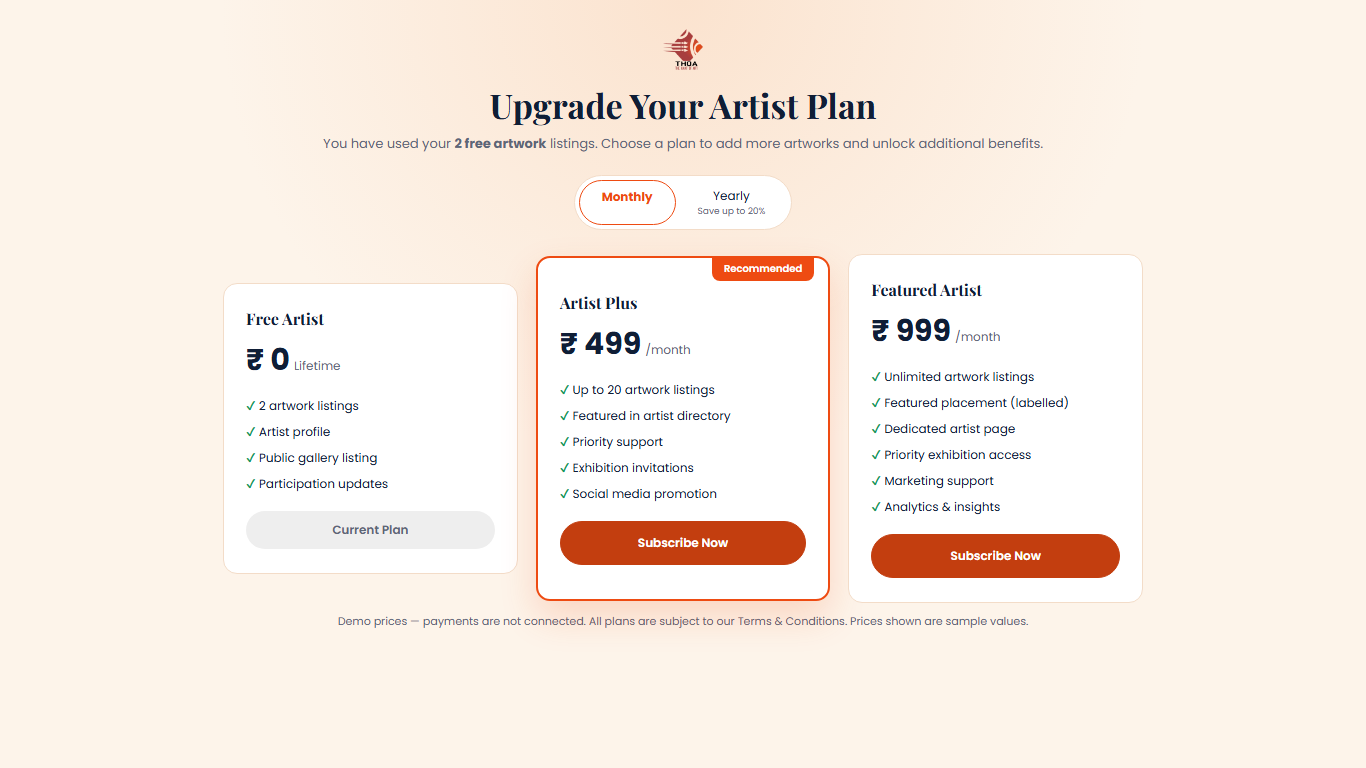 THOA
Upgrade Your Artist Plan
You have used your 2 free artwork listings. Choose a plan to add more artworks and unlock additional benefits.
Monthly
Yearly
Save up to 20%
Free Artist
₹ 0 Lifetime
✓ 2 artwork listings
✓ Artist profile
✓ Public gallery listing
✓ Participation updates
Current Plan
Recommended
Artist Plus
₹ 499 /month
✓ Up to 20 artwork listings
✓ Featured in artist directory
✓ Priority support
✓ Exhibition invitations
✓ Social media promotion
Subscribe Now
Featured Artist
₹ 999 /month
✓ Unlimited artwork listings
✓ Featured placement (labelled)
✓ Dedicated artist page
✓ Priority exhibition access
✓ Marketing support
✓ Analytics & insights
Subscribe Now
Demo prices — payments are not connected. All plans are subject to our Terms & Conditions. Prices shown are sample values.